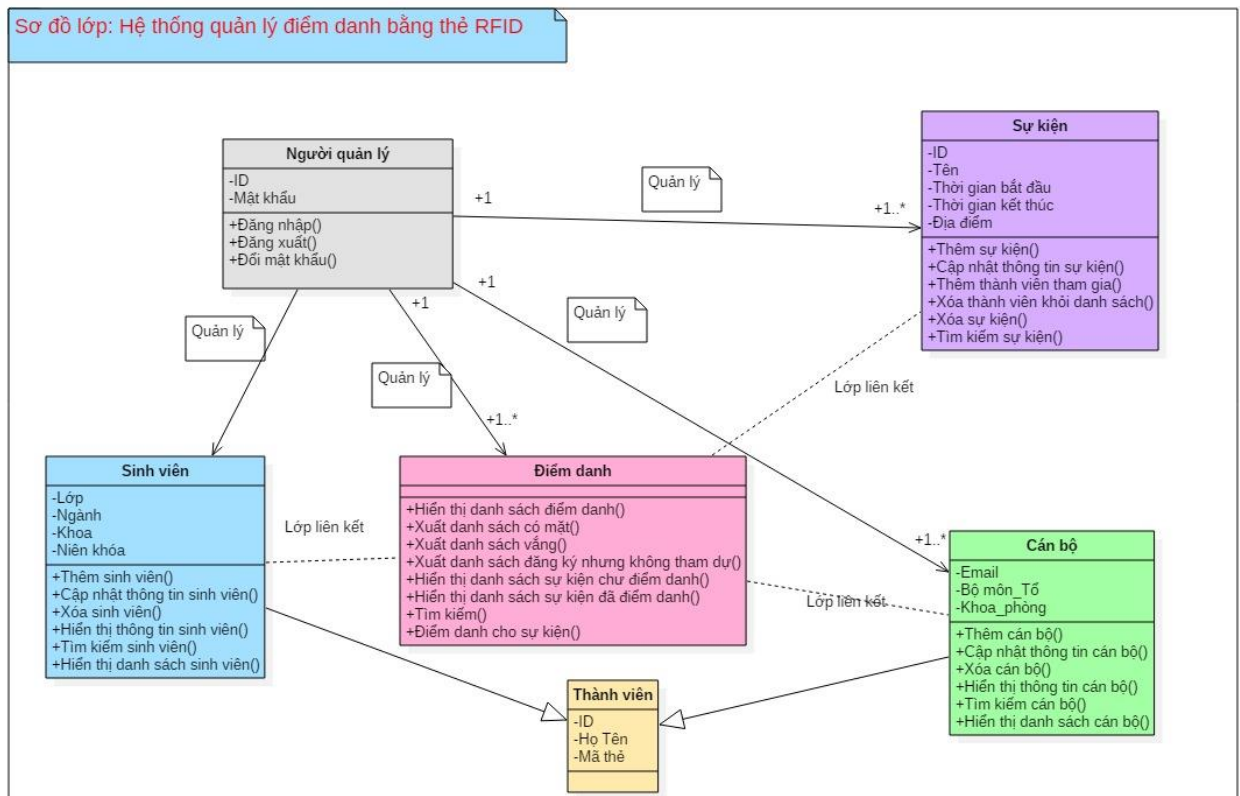 Sơ đồ lớp: Hệ thống quản lý điểm danh bằng thẻ RFID
Sự kiện
-ID
-Tên
-Thời gian bắt đầu
-Thời gian kết thúc
-Địa điểm
+Thêm sự kiện()
+Cập nhật thông tin sự kiện()
+Thêm thành viên tham gia()
+Xóa thành viên khỏi danh sách()
+Xóa sự kiện()
+Tìm kiếm sự kiện()
Người quản lý
-ID
-Mật khẩu
+Đăng nhập()
+Đăng xuất()
+Đổi mật khẩu()
Quản lý
+1
+1..*
+1
+1
Quản lý
Quản lý
Quản lý
+1..*
Lớp liên kết
Sinh viên
-Lớp
-Ngành
-Khoa
-Niên khóa
+Thêm sinh viên()
+Cập nhật thông tin sinh viên()
+Xóa sinh viên()
+Hiển thị thông tin sinh viên()
+Tìm kiếm sinh viên()
+Hiển thị danh sách sinh viên()
Lớp liên kết
Điểm danh
+Hiển thị danh sách điểm danh()
+Xuất danh sách có mặt()
+Xuất danh sách vắng()
+Xuất danh sách đăng ký nhưng không tham dự()
+Hiển thị danh sách sự kiện chư điểm danh()
+Hiển thị danh sách sự kiện đã điểm danh()
+Tìm kiếm()
+Điểm danh cho sự kiện()
Lớp liên kết
+1..*
Cán bộ
-Email
-Bộ môn_Tổ
-Khoa_phòng
+Thêm cán bộ()
+Cập nhật thông tin cán bộ()
+Xóa cán bộ()
+Hiển thị thông tin cán bộ()
+Tìm kiếm cán bộ()
+Hiển thị danh sách cán bộ()
Thành viên
-ID
-Họ Tên
-Mã thẻ